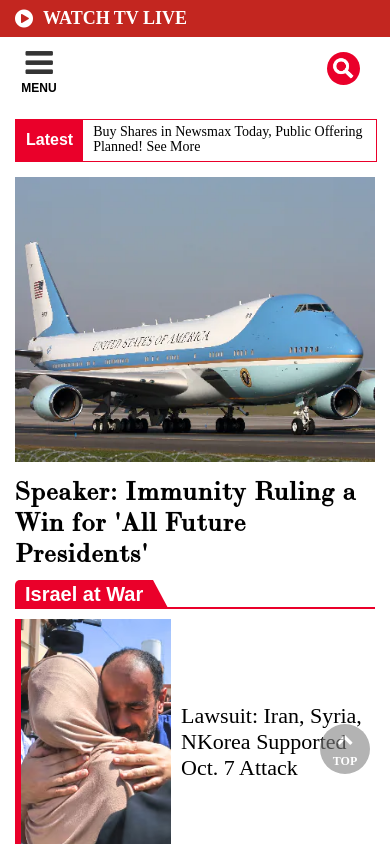 WATCH TV LIVE
MENU
Latest
Buy Shares in Newsmax Today, Public Offering
Planned! See More
UNITED STATES OF AMERICA
Speaker: Immunity Ruling a
Win for 'All Future
Presidents'
Israel at War
Lawsuit: Iran, Syria,
NKorea Supported
Oct. 7 Attack
TOP